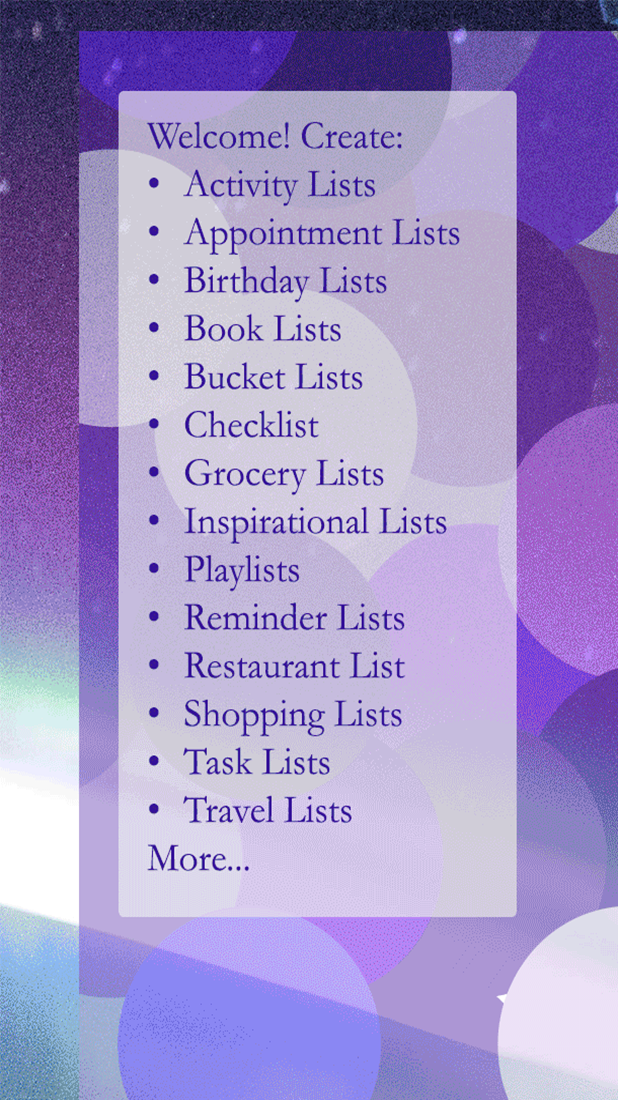 Welcome! Create:
• Activity Lists
• Appointment Lists
• Birthday Lists
• Book Lists
• Bucket Lists
• Checklist
• Grocery Lists
• Inspirational Lists
• Playlists
• Reminder Lists
• Restaurant List
• Shopping Lists
• Task Lists
• Travel Lists
More...